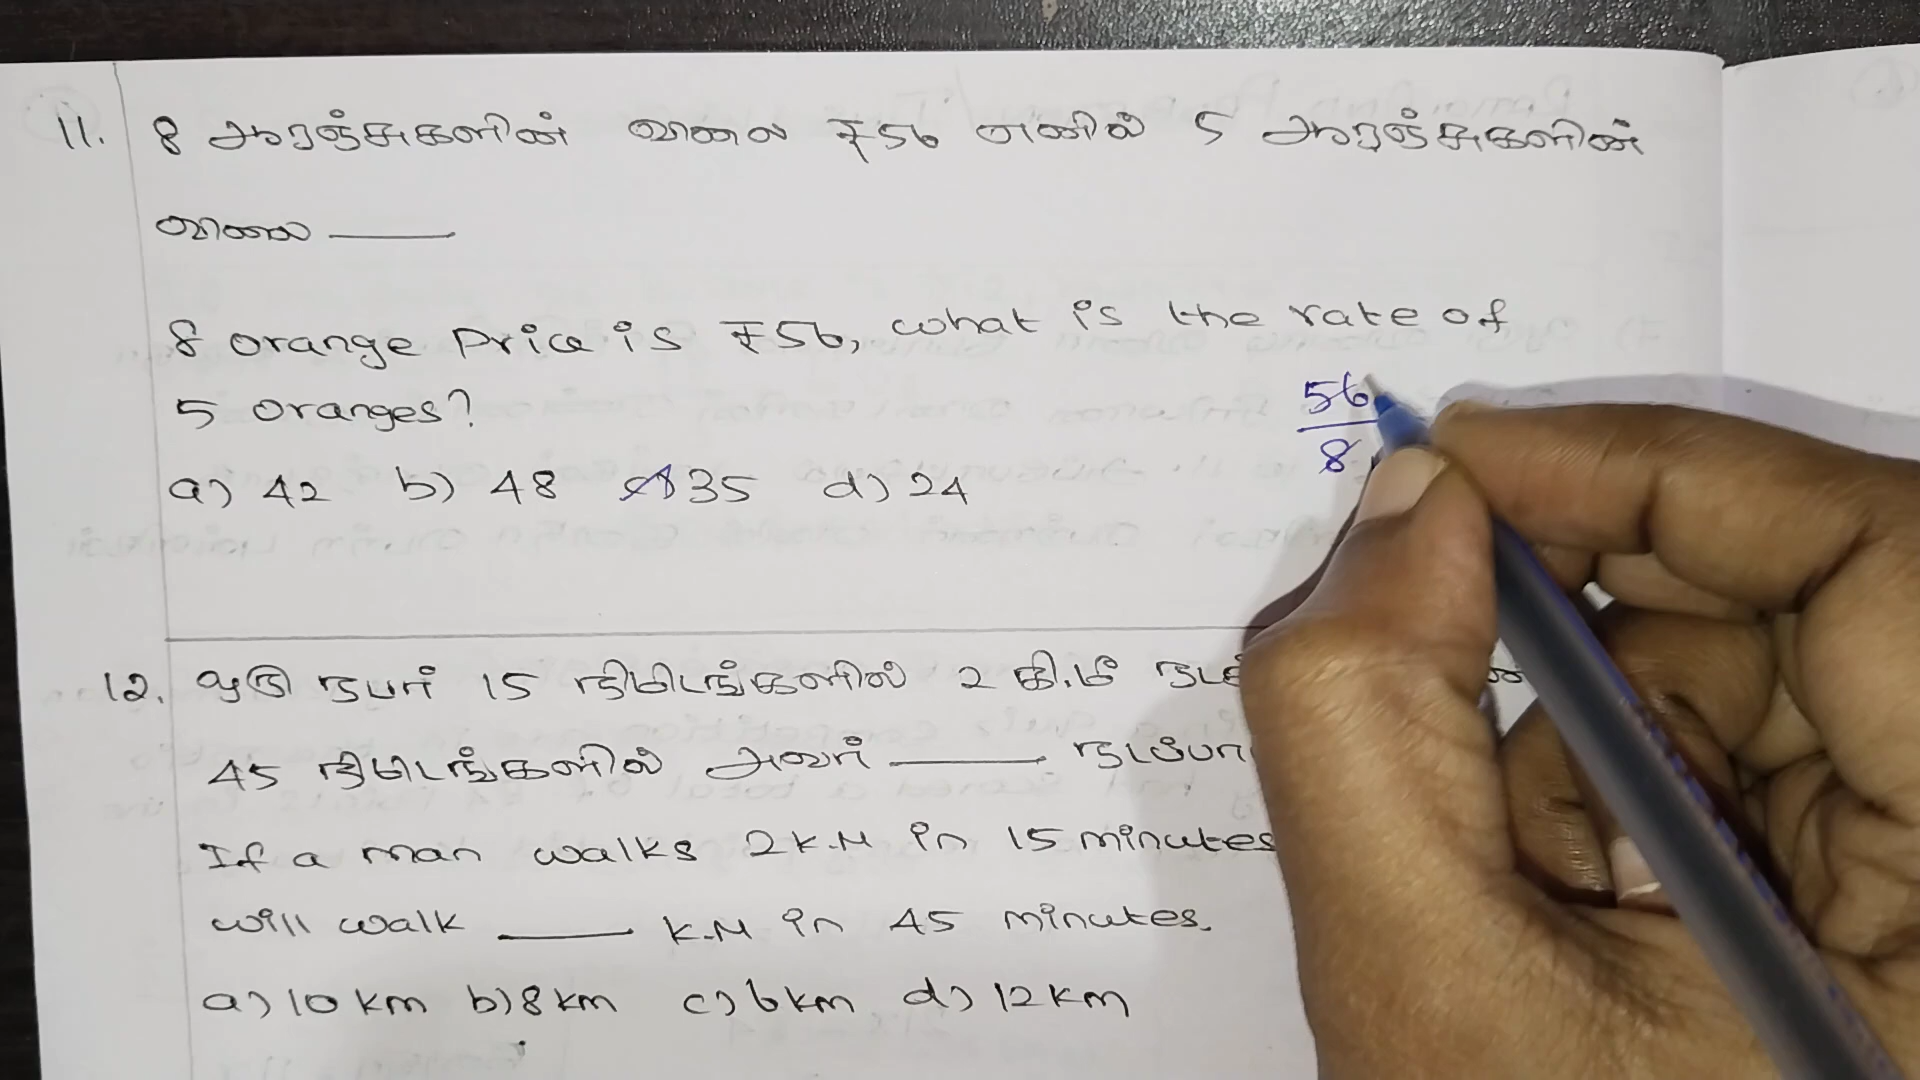 11. 8 ஆரஞ்சுகளின் விலை ₹56 எனில் 5 ஆரஞ்சுகளின்
விலை ____
8 orange Price is ₹56, what is the rate of
5 oranges?
a) 42 b) 48 c) 35 d) 24
56
8
12. ஒரு நபர் 15 நிமிடங்களில் 2 கி.மீ
45 நிமிடங்களில் அவர் ____
If a man walks 2 K.M in 15 minutes
will walk ____ K.M in 45 minutes.
a) 10 km b) 8 km c) 6 km d) 12 km